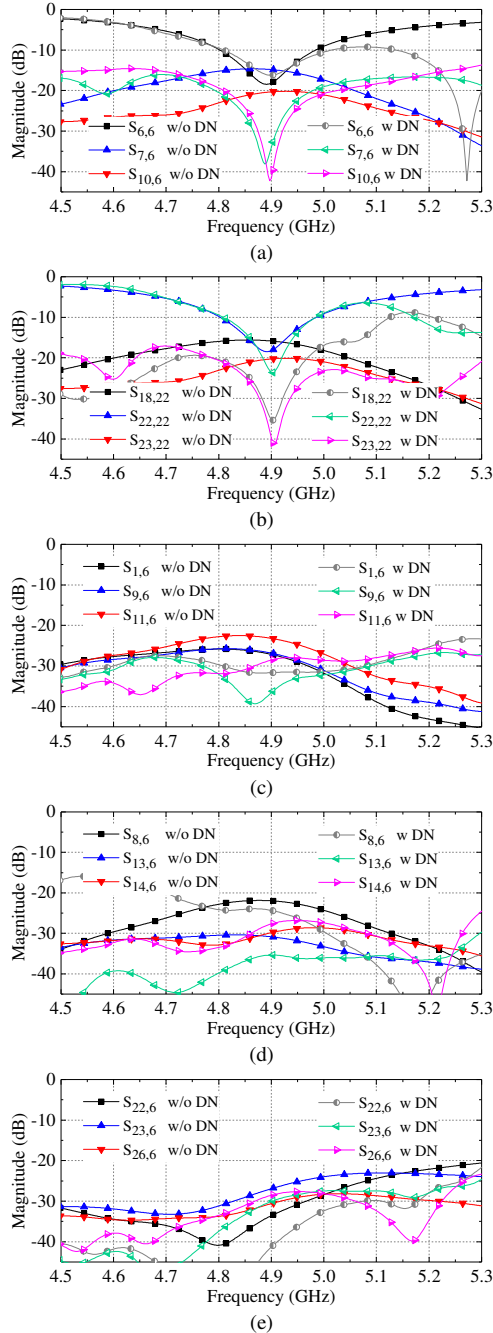 0
-10
-20
-30
-40
Magnitude (dB)
S6,6 w/o DN
S7,6 w/o DN
S10,6 w/o DN
S6,6 w DN
S7,6 w DN
S10,6 w DN
4.5 4.6 4.7 4.8 4.9 5.0 5.1 5.2 5.3
Frequency (GHz)
(a)
0
-10
-20
-30
-40
Magnitude (dB)
S18,22 w/o DN
S22,22 w/o DN
S23,22 w/o DN
S18,22 w DN
S22,22 w DN
S23,22 w DN
4.5 4.6 4.7 4.8 4.9 5.0 5.1 5.2 5.3
Frequency (GHz)
(b)
0
-10
-20
-30
-40
Magnitude (dB)
S1,6 w/o DN
S9,6 w/o DN
S11,6 w/o DN
S1,6 w DN
S9,6 w DN
S11,6 w DN
4.5 4.6 4.7 4.8 4.9 5.0 5.1 5.2 5.3
Frequency (GHz)
(c)
0
-10
-20
-30
-40
Magnitude (dB)
S8,6 w/o DN
S13,6 w/o DN
S14,6 w/o DN
S8,6 w DN
S13,6 w DN
S14,6 w DN
4.5 4.6 4.7 4.8 4.9 5.0 5.1 5.2 5.3
Frequency (GHz)
(d)
0
-10
-20
-30
-40
Magnitude (dB)
S22,6 w/o DN
S23,6 w/o DN
S26,6 w/o DN
S22,6 w DN
S23,6 w DN
S26,6 w DN
4.5 4.6 4.7 4.8 4.9 5.0 5.1 5.2 5.3
Frequency (GHz)
(e)